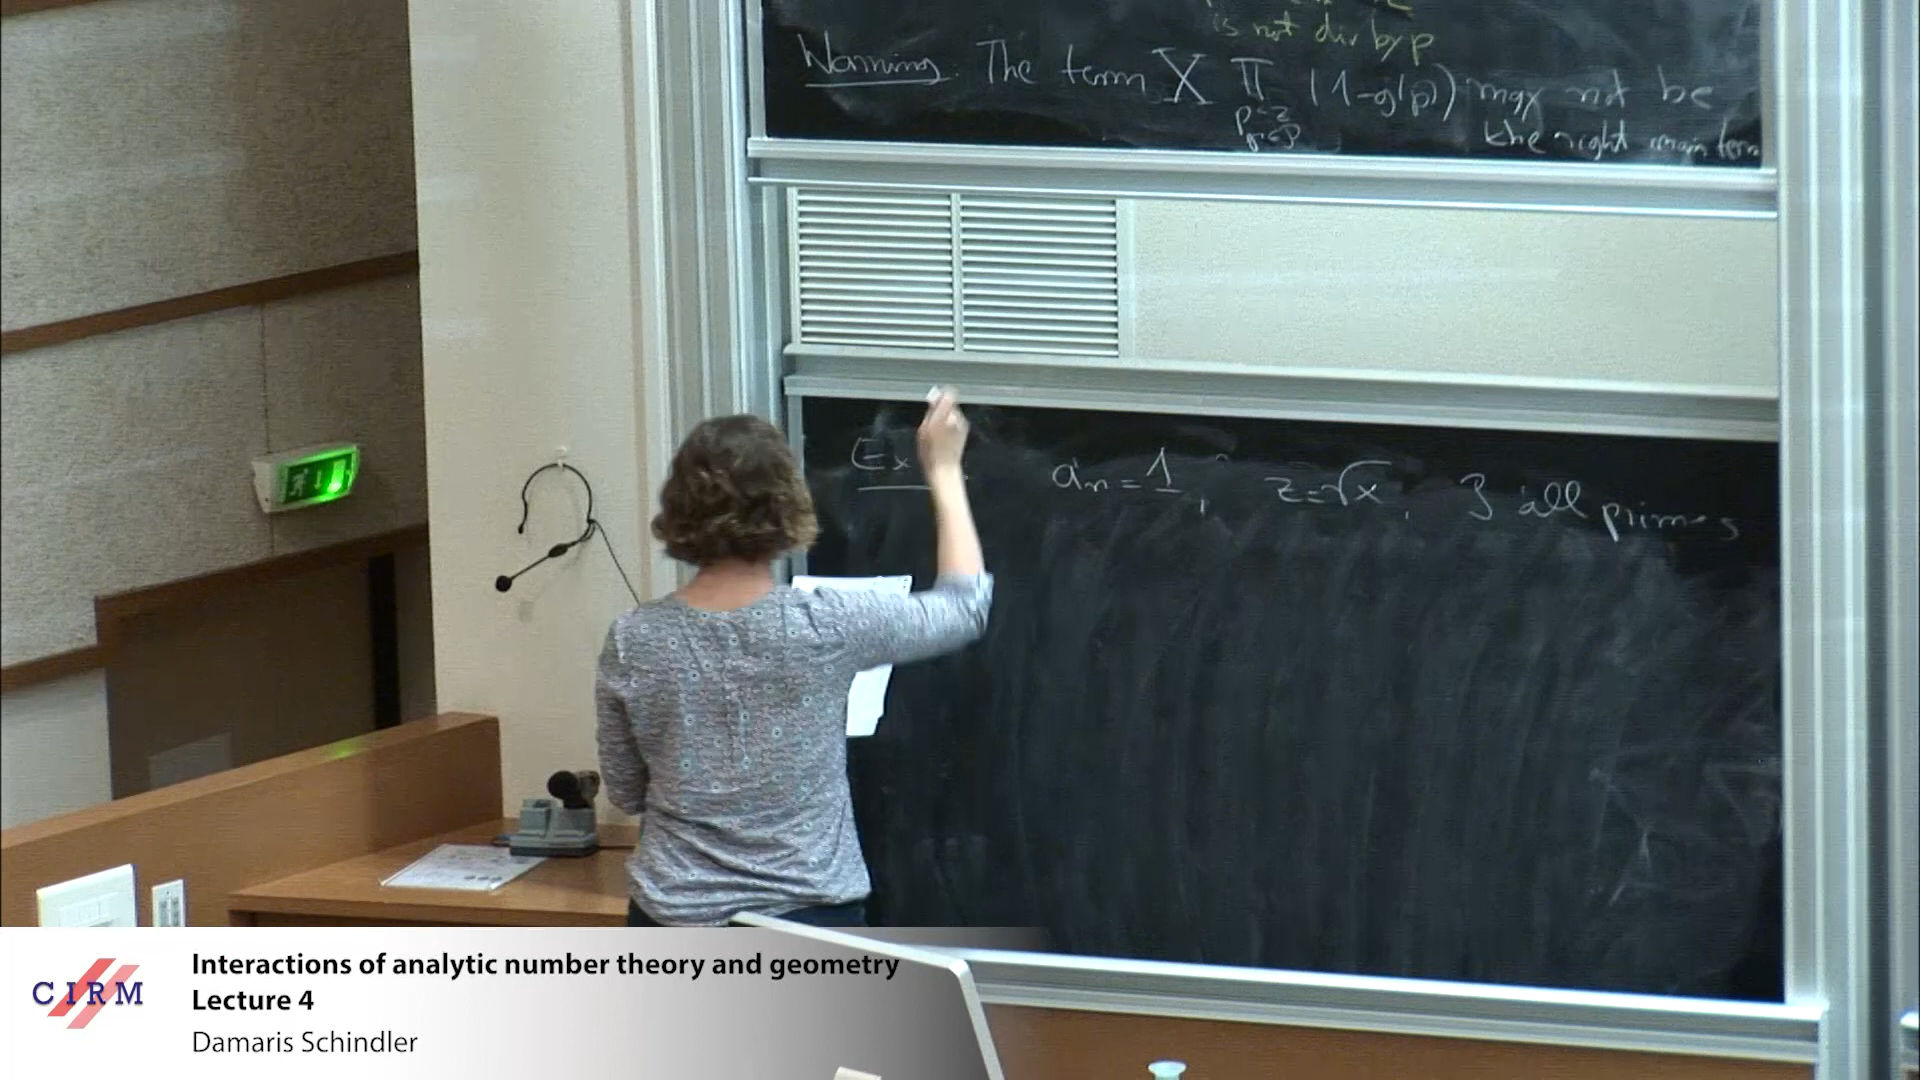 is not div by p
Warning: The term X ∏ (1-g(p)) may not be
p<z
p∈P
the right main term
Ex
an = 1, z=√x, P all primes
CIRM
Interactions of analytic number theory and geometry
Lecture 4
Damaris Schindler